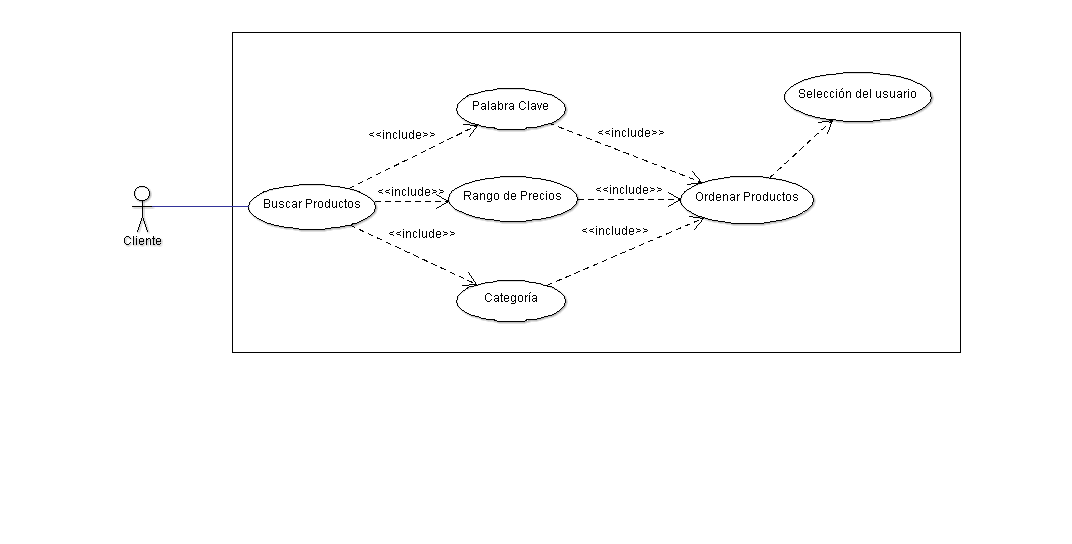 Selección del usuario
Palabra Clave
<<include>>
<<include>>
<<include>>
Rango de Precios
<<include>>
Ordenar Productos
Buscar Productos
<<include>>
<<include>>
Cliente
Categoría